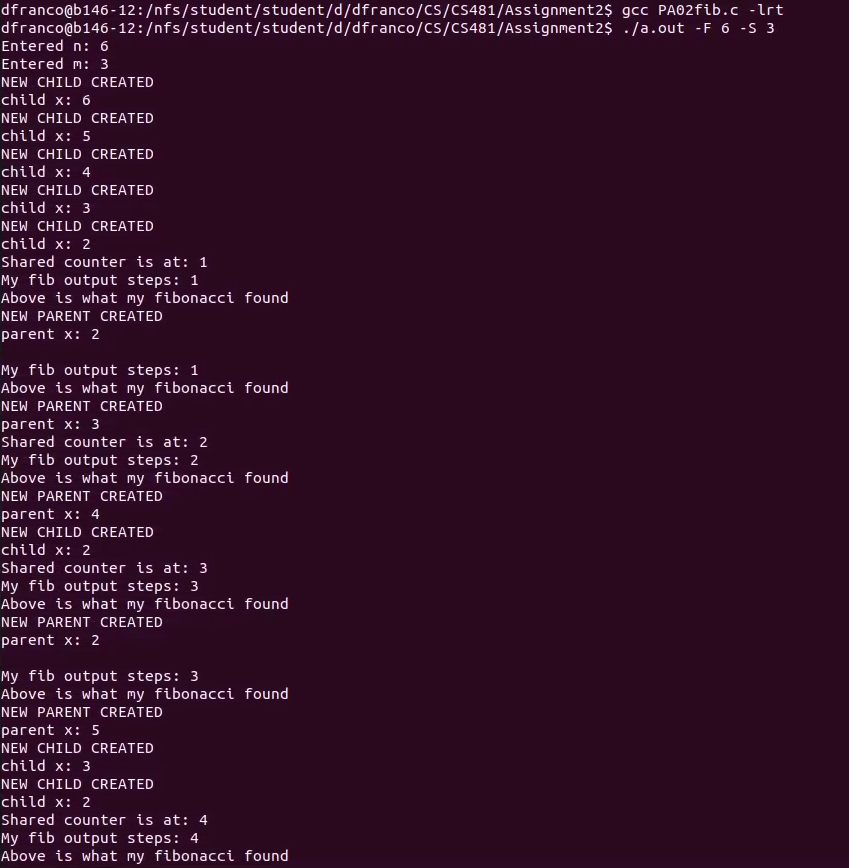 dfranco@b146-12:/nfs/student/student/d/dfranco/CS/CS481/Assignment2$ gcc PA02fib.c -lrt
dfranco@b146-12:/nfs/student/student/d/dfranco/CS/CS481/Assignment2$ ./a.out -F 6 -S 3
Entered n: 6
Entered m: 3
NEW CHILD CREATED
child x: 6
NEW CHILD CREATED
child x: 5
NEW CHILD CREATED
child x: 4
NEW CHILD CREATED
child x: 3
NEW CHILD CREATED
child x: 2
Shared counter is at: 1
My fib output steps: 1
Above is what my fibonacci found
NEW PARENT CREATED
parent x: 2

My fib output steps: 1
Above is what my fibonacci found
NEW PARENT CREATED
parent x: 3
Shared counter is at: 2
My fib output steps: 2
Above is what my fibonacci found
NEW PARENT CREATED
parent x: 4
NEW CHILD CREATED
child x: 2
Shared counter is at: 3
My fib output steps: 3
Above is what my fibonacci found
NEW PARENT CREATED
parent x: 2

My fib output steps: 3
Above is what my fibonacci found
NEW PARENT CREATED
parent x: 5
NEW CHILD CREATED
child x: 3
NEW CHILD CREATED
child x: 2
Shared counter is at: 4
My fib output steps: 4
Above is what my fibonacci found